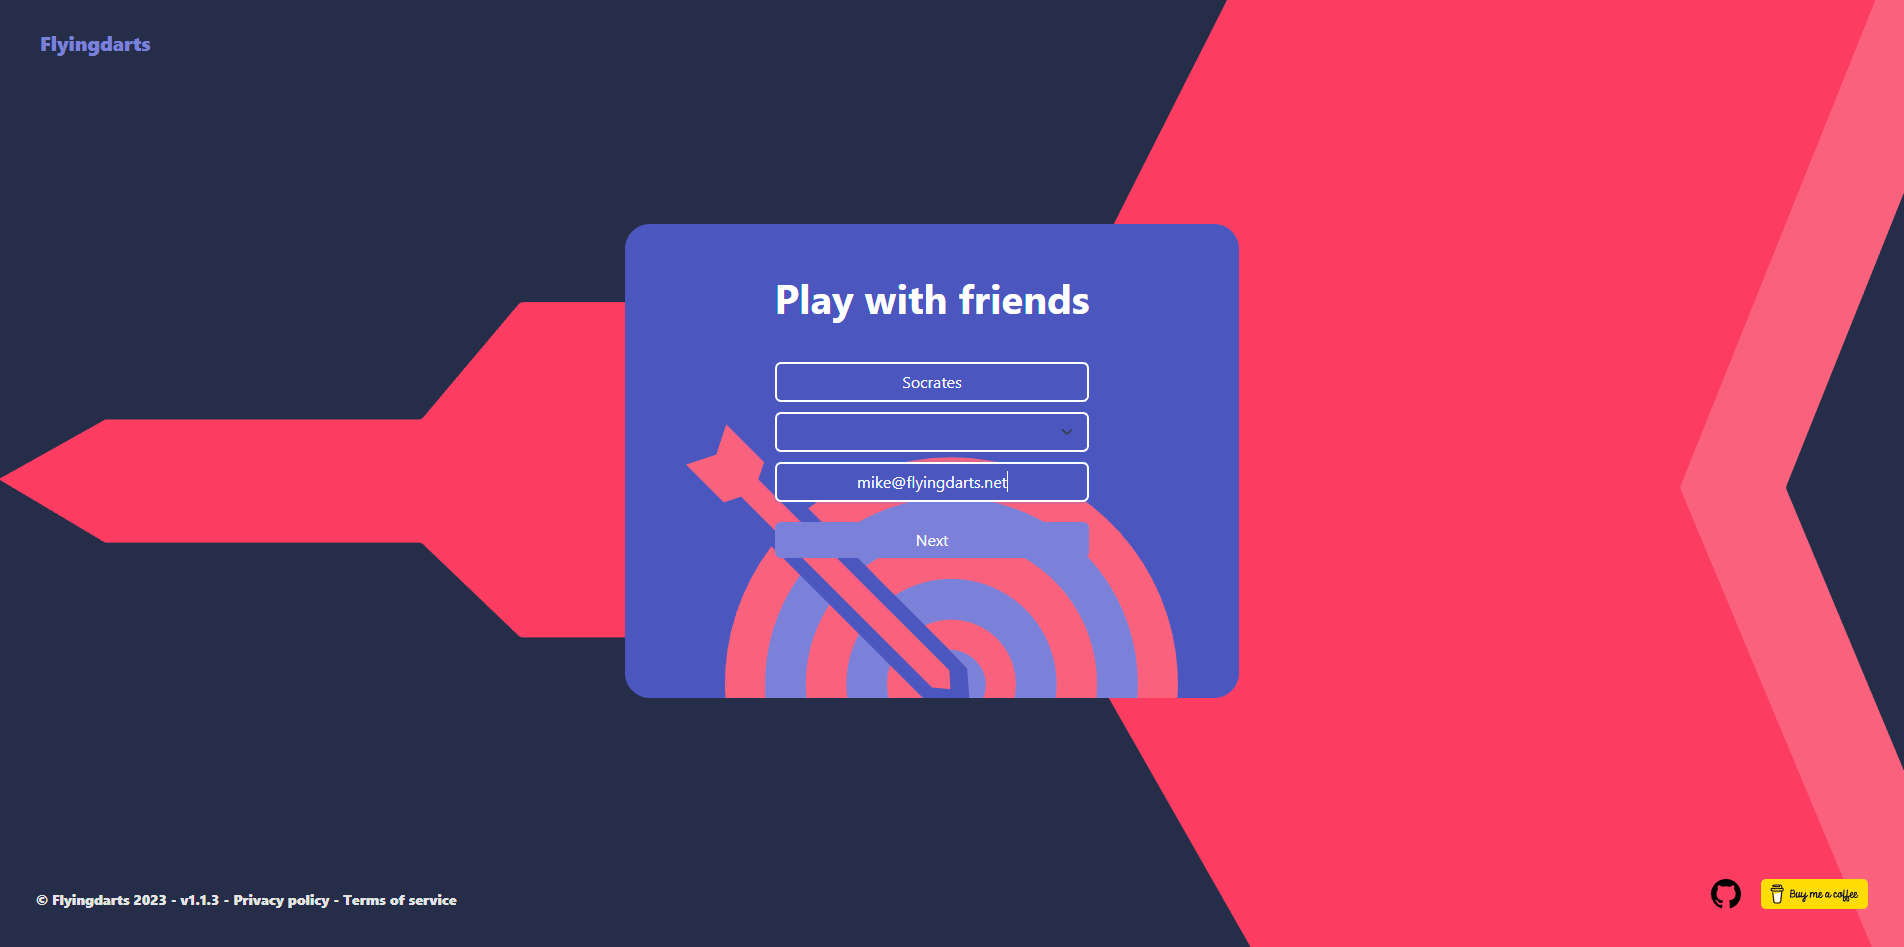 Flyingdarts
Play with friends
Socrates
mike@flyingdarts.net
Next
© Flyingdarts 2023 - v1.1.3 - Privacy policy - Terms of service
Buy me a coffee